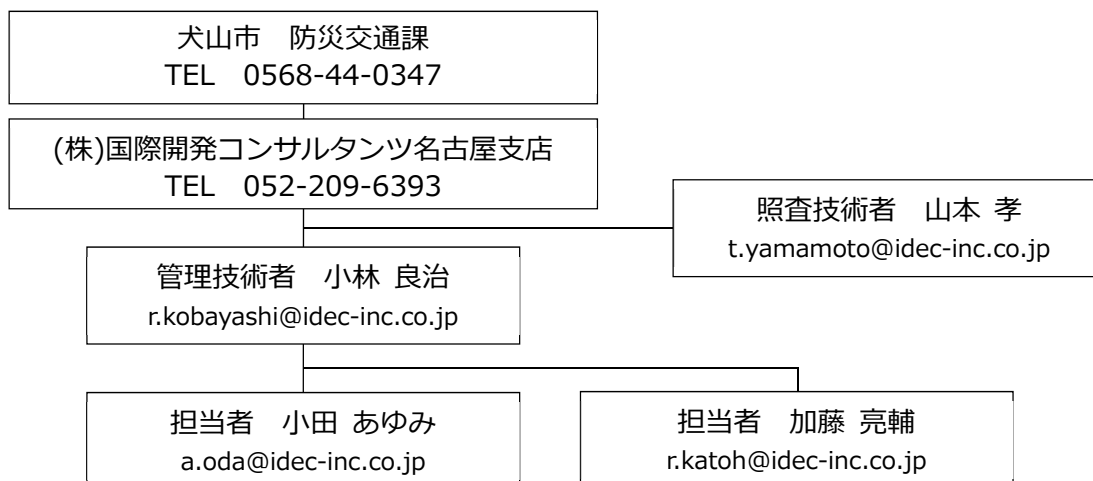 犬山市　防災交通課
TEL　0568-44-0347
(株)国際開発コンサルタンツ名古屋支店
TEL　052-209-6393
照査技術者　山本 孝
t.yamamoto@idec-inc.co.jp
管理技術者　小林 良治
r.kobayashi@idec-inc.co.jp
担当者　小田 あゆみ
a.oda@idec-inc.co.jp
担当者　加藤 亮輔
r.katoh@idec-inc.co.jp